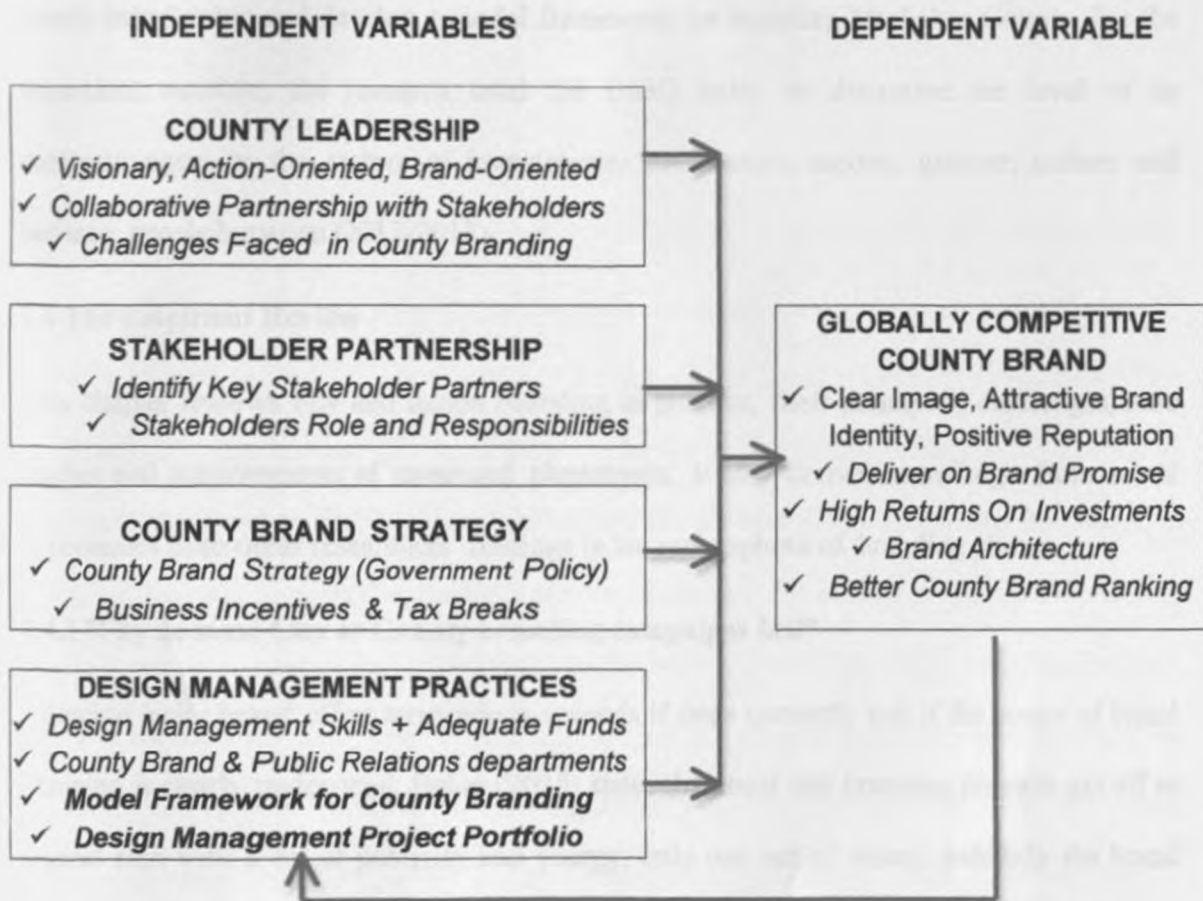 INDEPENDENT VARIABLES
DEPENDENT VARIABLE
COUNTY LEADERSHIP
✓ Visionary, Action-Oriented, Brand-Oriented
✓ Collaborative Partnership with Stakeholders
✓ Challenges Faced in County Branding
STAKEHOLDER PARTNERSHIP
✓ Identify Key Stakeholder Partners
✓ Stakeholders Role and Responsibilities
COUNTY BRAND STRATEGY
✓ County Brand Strategy (Government Policy)
✓ Business Incentives & Tax Breaks
DESIGN MANAGEMENT PRACTICES
✓ Design Management Skills + Adequate Funds
✓ County Brand & Public Relations departments
✓ Model Framework for County Branding
✓ Design Management Project Portfolio
GLOBALLY COMPETITIVE
COUNTY BRAND
✓ Clear Image, Attractive Brand
Identity, Positive Reputation
✓ Deliver on Brand Promise
✓ High Returns On Investments
✓ Brand Architecture
✓ Better County Brand Ranking